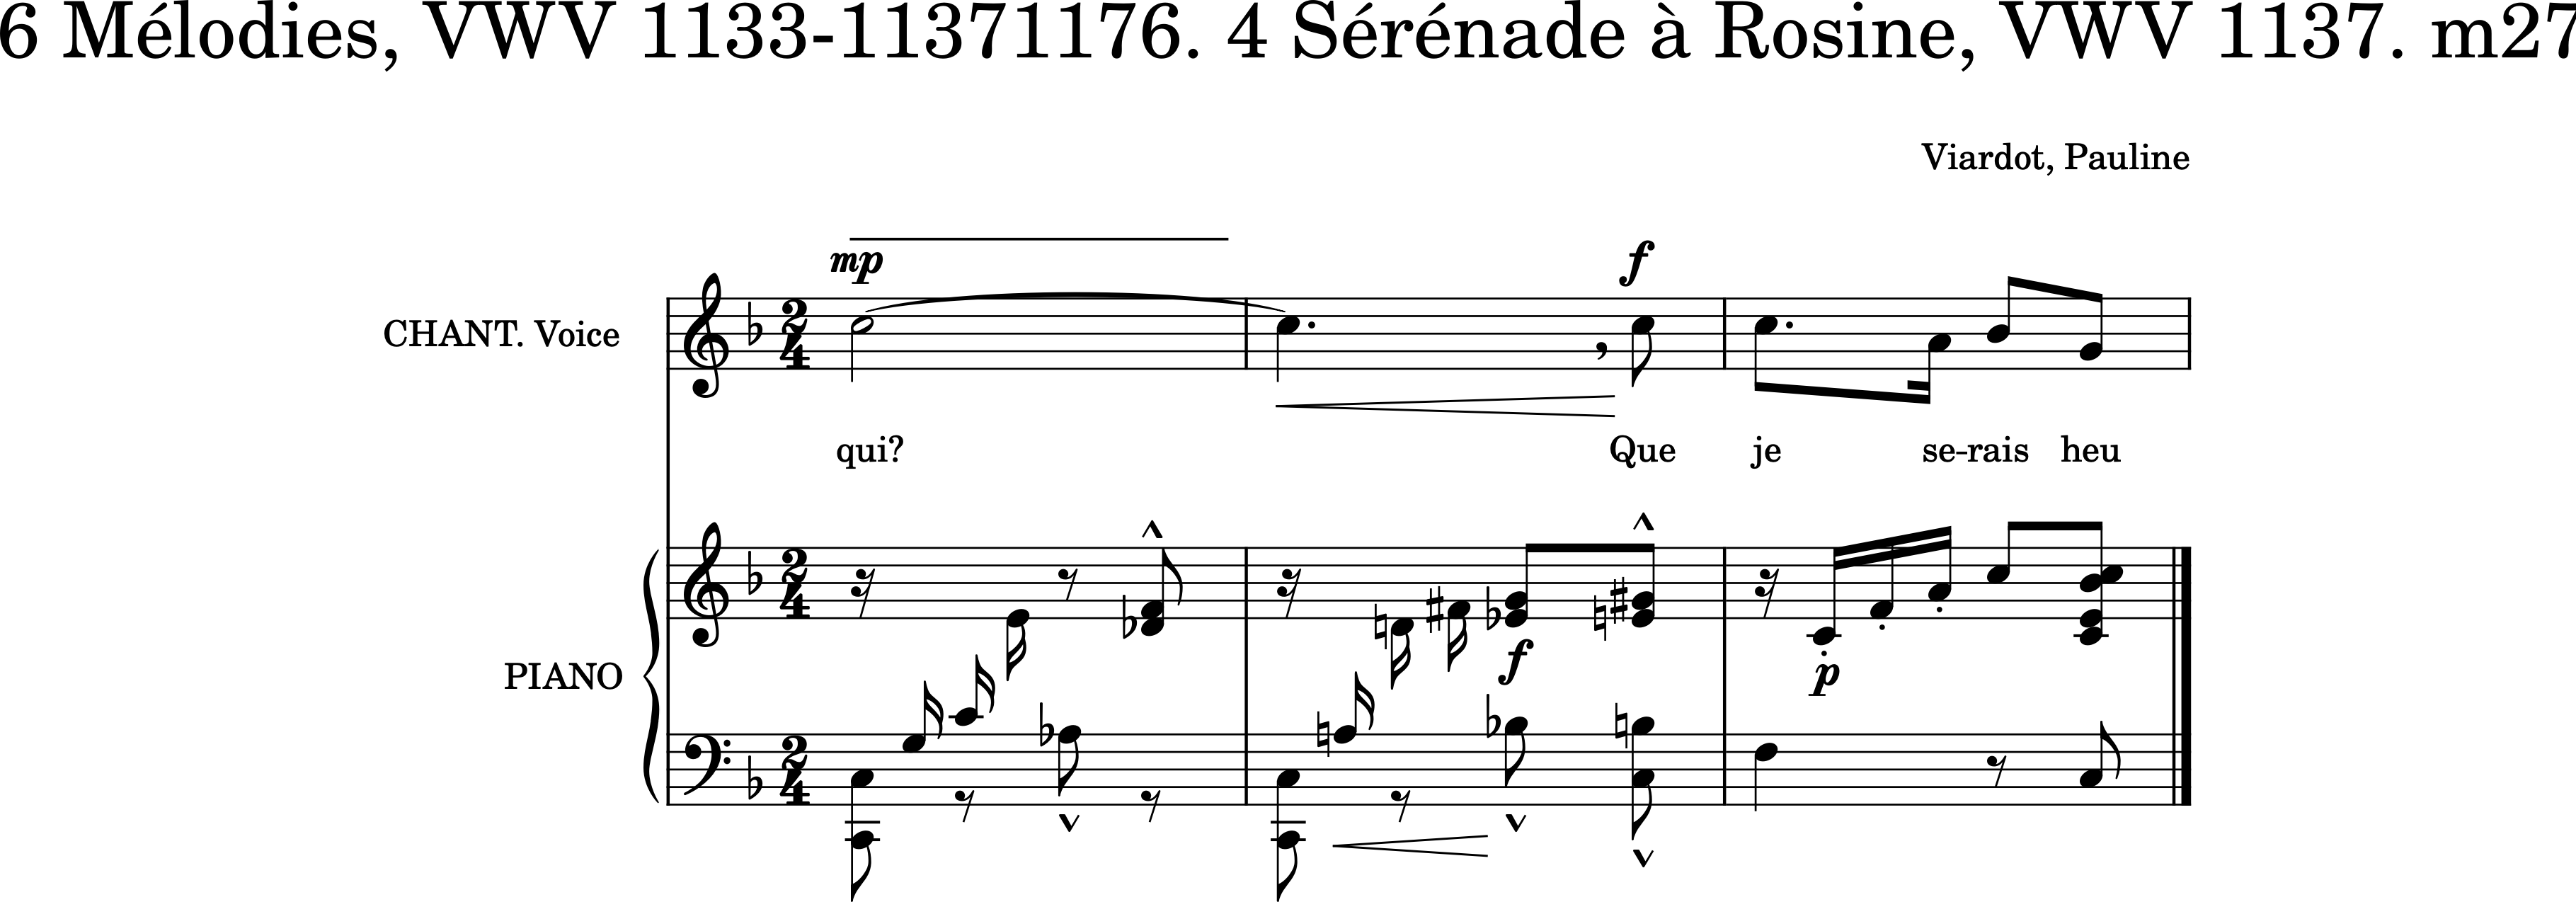 6 Mélodies, VWV 1133-11371176. 4 Sérénade à Rosine, VWV 1137. m27
Viardot, Pauline
mp f
CHANT. Voice
qui? Que je se-rais heu
PIANO
f p